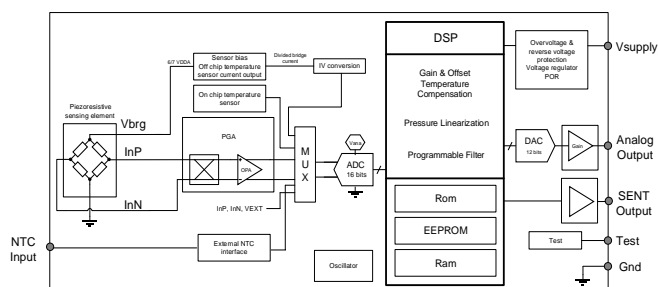 DSP
Overvoltage &
reverse voltage
protection
Voltage regulator
POR
Vsupply
Sensor bias
Off chip temperature
sensor current output
6/7 VDDA
Divided bridge
current
IV conversion
On chip temperature
sensor
Gain & Offset
Temperature
Compensation
Pressure Linearization
Programmable Filter
Piezoresistive
sensing element
Vbrg
InP
InN
PGA
OPA
M
U
X
Vana
ADC
16 bits
DAC
12 bits
Gain
Analog
Output
InP, InN, VEXT
Rom
EEPROM
Ram
SENT
Output
NTC
Input
External NTC
interface
Oscillator
Test
Test
Gnd